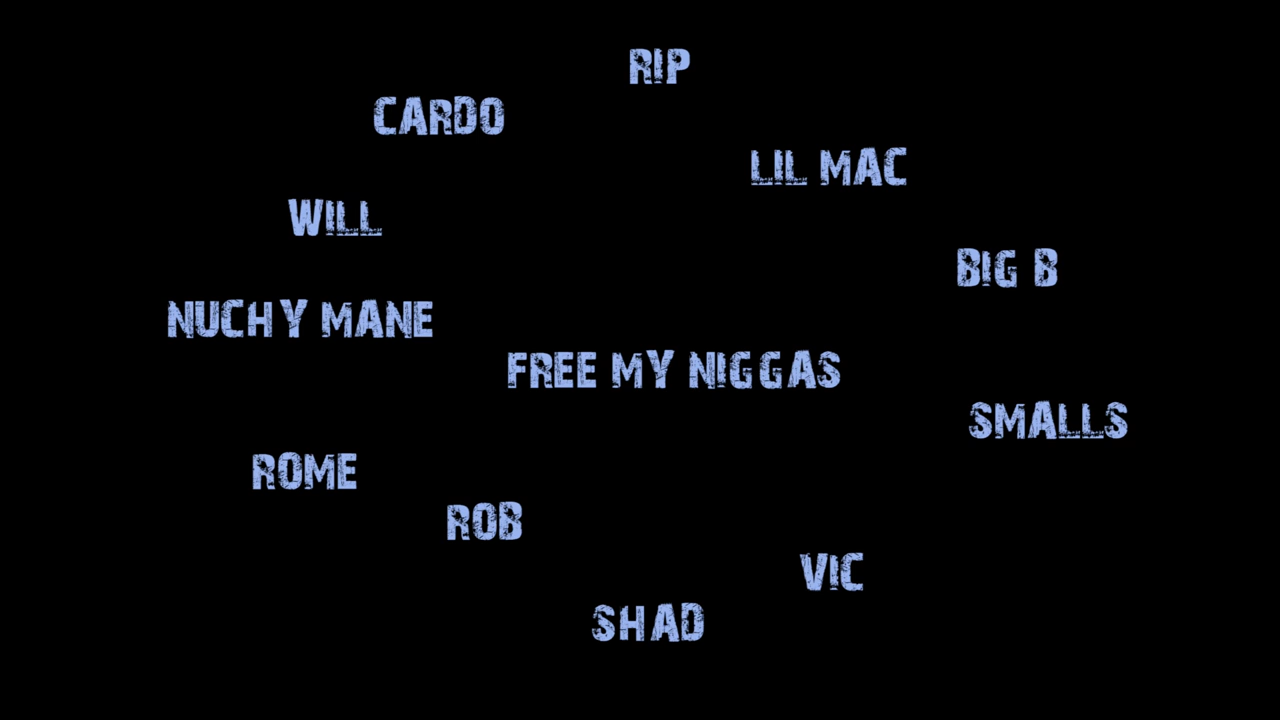 RIP
CARDO
LIL MAC
WILL
BIG B
NUCHY MANE
FREE MY NIGGAS
SMALLS
ROME
ROB
VIC
SHAD